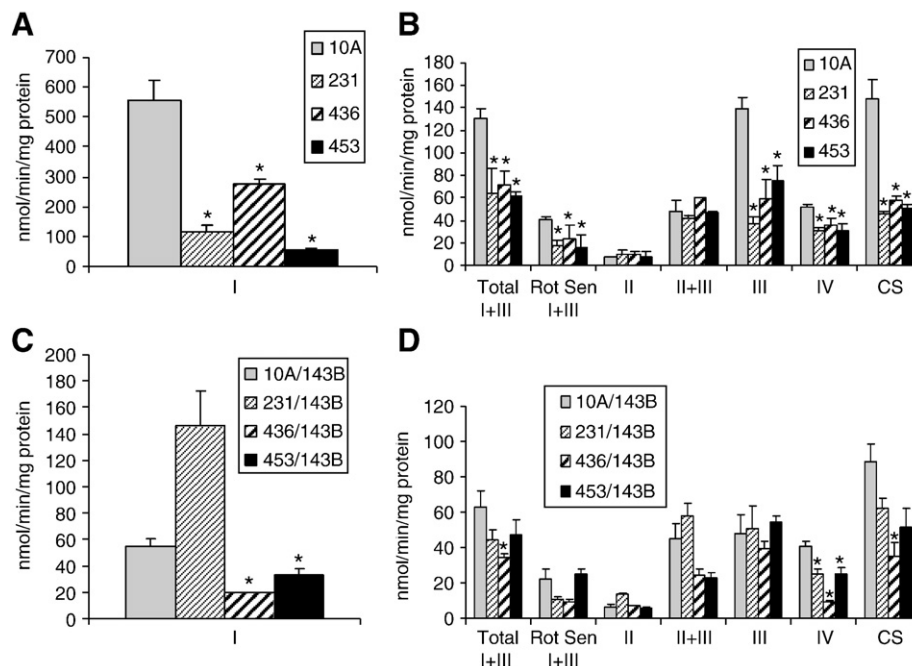 A
nmol/min/mg protein
700
600
500
400
300
200
100
0
10A
231
436
453
*
*
*
I
B
nmol/min/mg protein
180
160
140
120
100
80
60
40
20
0
10A
231
436
453
* * *
* * *
* * *
* * *
* * *
Total
I+III
Rot Sen
I+III
II
II+III
III
IV
CS
C
nmol/min/mg protein
200
180
160
140
120
100
80
60
40
20
0
10A/143B
231/143B
436/143B
453/143B
*
*
I
D
nmol/min/mg protein
120
100
80
60
40
20
0
10A/143B
231/143B
436/143B
453/143B
*
* * *
*
Total
I+III
Rot Sen
I+III
II
II+III
III
IV
CS